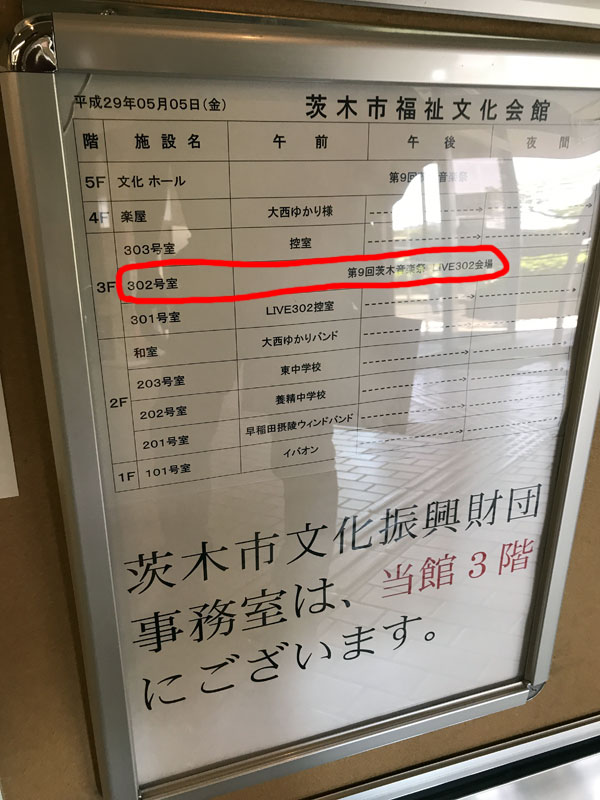 平成29年05月05日(金) 茨木市福祉文化会館
階 施設名 午前 午後 夜間
5F 文化 ホール 第9回 音楽祭
4F 楽屋 大西ゆかり様
303号室 控室
3F 302号室 第9回茨木音楽祭 LIVE302会場
301号室 LIVE302控室
和室 大西ゆかりバンド
2F 203号室 東中学校
202号室 養精中学校
201号室 早稲田摂陵ウィンドバンド
1F 101号室 イバオン
茨木市文化振興財団
事務室は、当館3階
にございます。